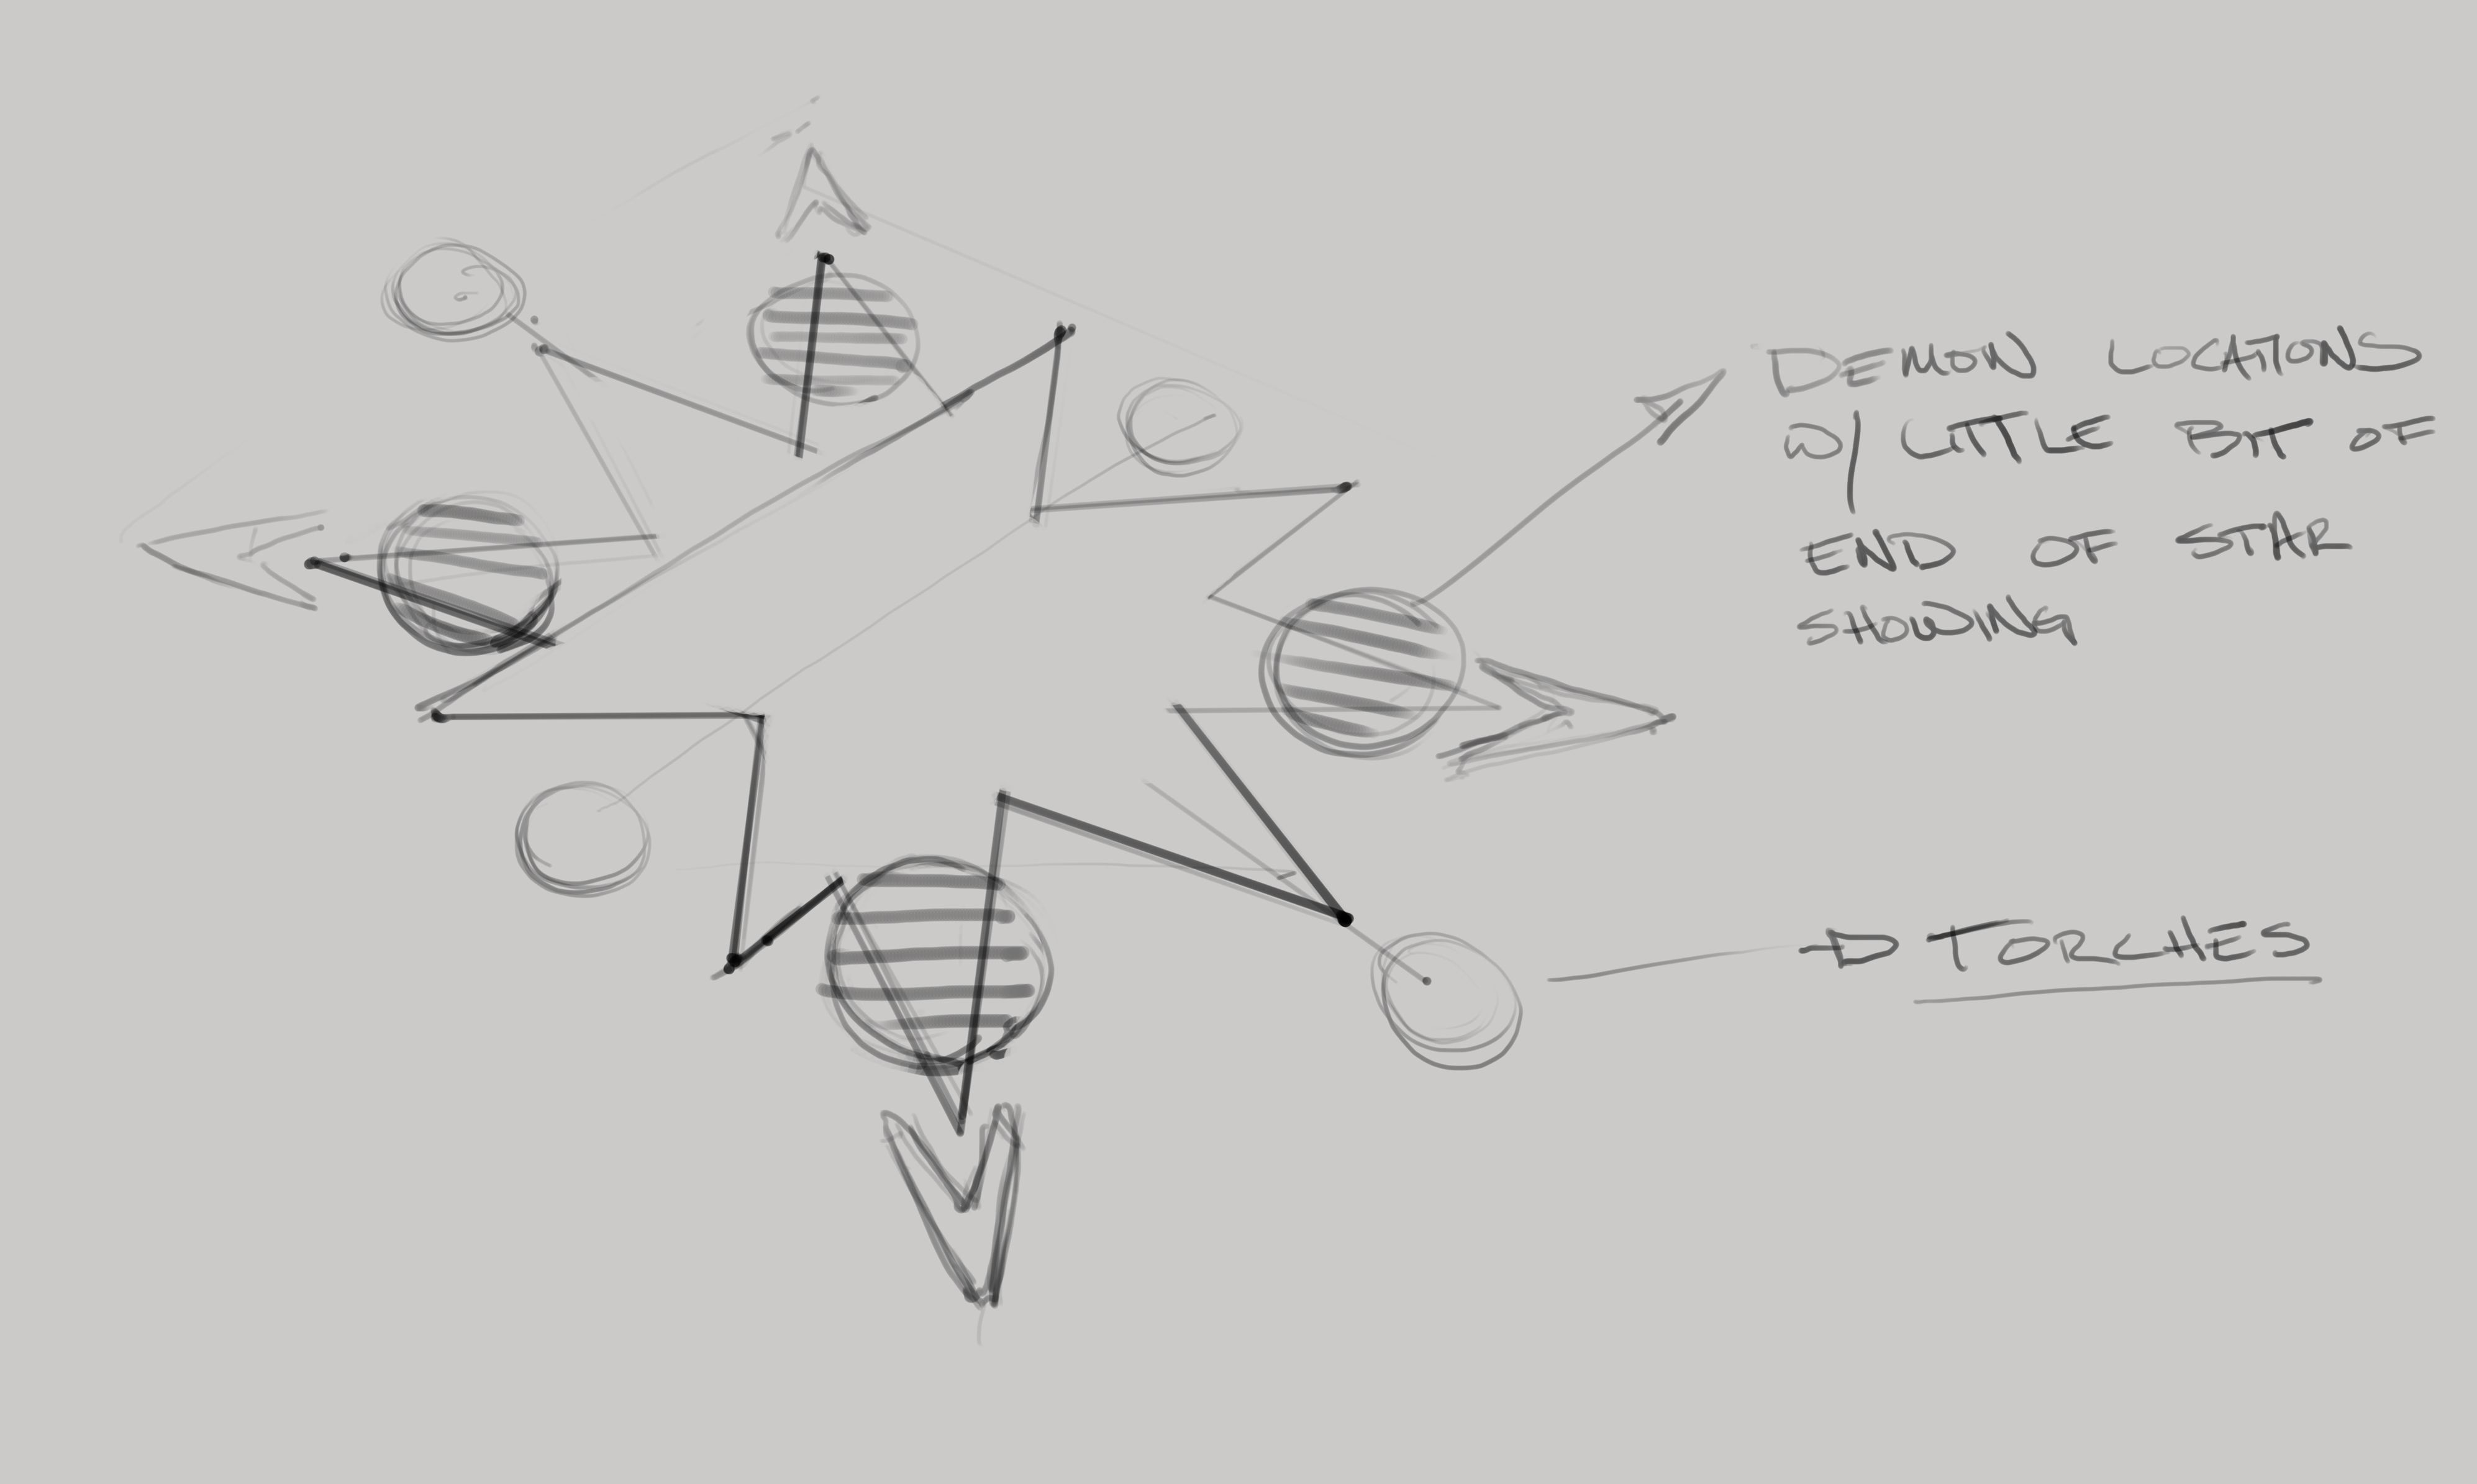 DEMON LOCATIONS
W/ LITTLE BIT OF
END OF STAR
SHOWING
TORCHES